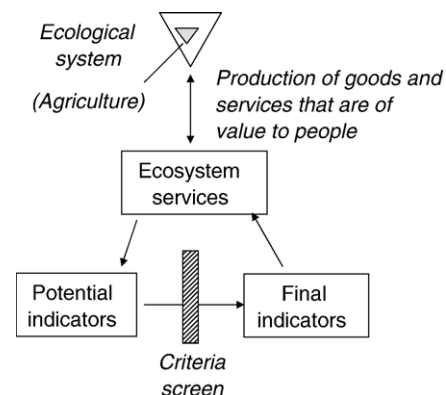 Ecological
system
(Agriculture)
Production of goods and
services that are of
value to people
Ecosystem
services
Potential
indicators
Final
indicators
Criteria
screen